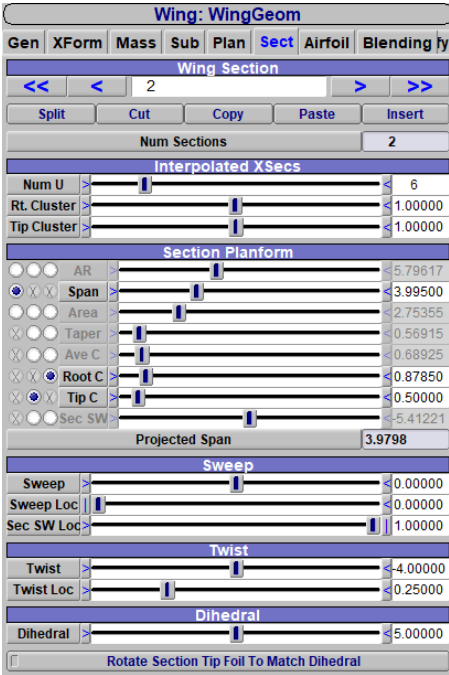 Wing: WingGeom
Gen XForm Mass Sub Plan Sect Airfoil Blending fy
Wing Section
<< < 2 > >>
Split Cut Copy Paste Insert
Num Sections 2
Interpolated XSecs
Num U > < 6
Rt. Cluster > < 1.00000
Tip Cluster > < 1.00000
Section Planform
AR > < 5.79617
X X Span > < 3.99500
Area > < 2.75355
X Taper > < 0.56915
X Ave C > < 0.68925
X X Root C > < 0.87850
X X Tip C > < 0.50000
X Sec SW > < -5.41221
Projected Span 3.9798
Sweep
Sweep > < 0.00000
Sweep Loc | < 0.00000
Sec SW Loc > | 1.00000
Twist
Twist > < -4.00000
Twist Loc > < 0.25000
Dihedral
Dihedral > < 5.00000
Rotate Section Tip Foil To Match Dihedral